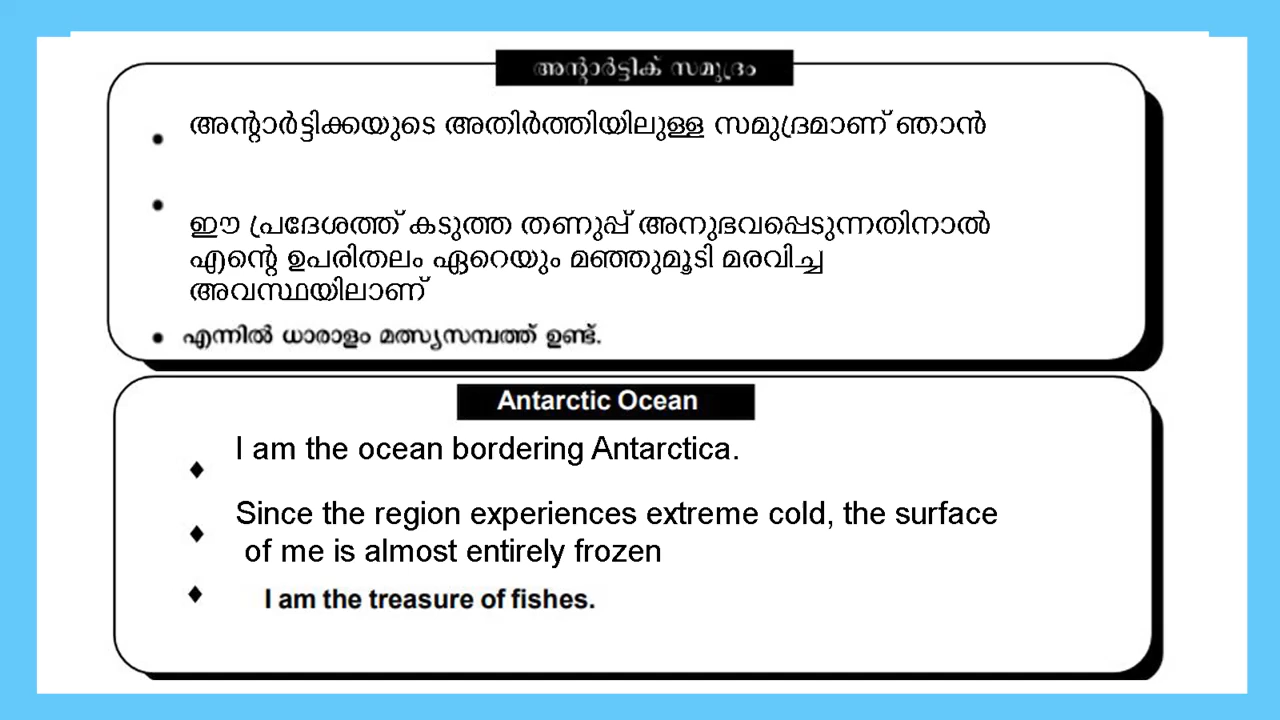 അന്റാർട്ടിക് സമുദ്രം
അന്റാർട്ടിക്കയുടെ അതിർത്തിയിലുള്ള സമുദ്രമാണ് ഞാൻ
ഈ പ്രദേശത്ത് കടുത്ത തണുപ്പ് അനുഭവപ്പെടുന്നതിനാൽ
എന്റെ ഉപരിതലം ഏറെയും മഞ്ഞുമൂടി മരവിച്ച
അവസ്ഥയിലാണ്
എന്നിൽ ധാരാളം മത്സ്യസമ്പത്ത് ഉണ്ട്.
Antarctic Ocean
I am the ocean bordering Antarctica.
Since the region experiences extreme cold, the surface
of me is almost entirely frozen
I am the treasure of fishes.